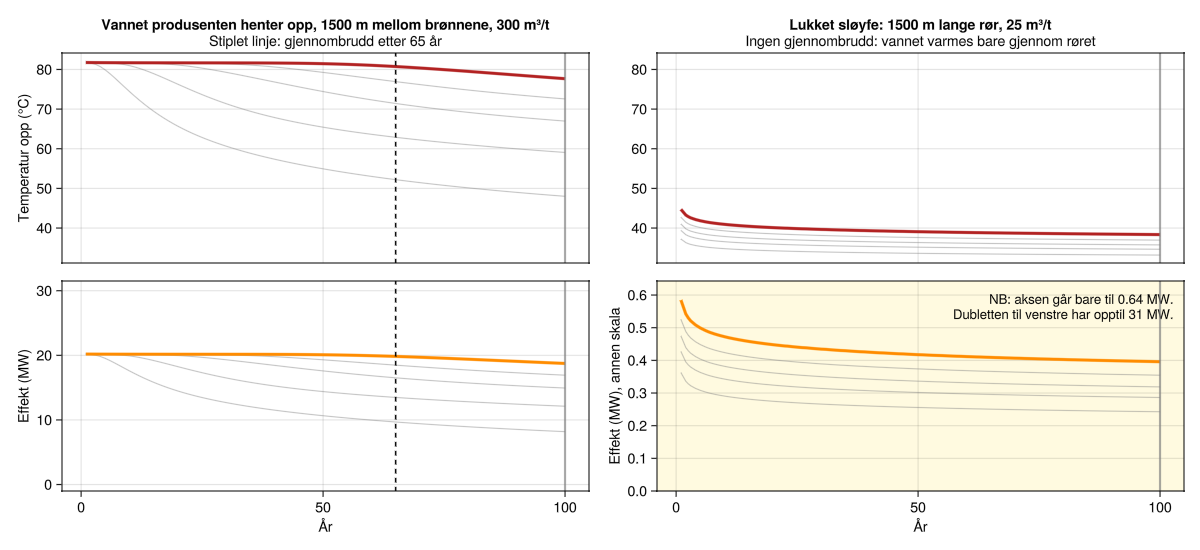 Vannet produsenten henter opp, 1500 m mellom brønnene, 300 m³/t
Stiplet linje: gjennombrudd etter 65 år
Temperatur opp (°C)
80
70
60
50
40
Effekt (MW)
30
20
10
0
0
50
100
År
Lukket sløyfe: 1500 m lange rør, 25 m³/t
Ingen gjennombrudd: vannet varmes bare gjennom røret
80
70
60
50
40
Effekt (MW), annen skala
NB: aksen går bare til 0.64 MW.
Dubletten til venstre har opptil 31 MW.
0.6
0.5
0.4
0.3
0.2
0.1
0.0
0
50
100
År